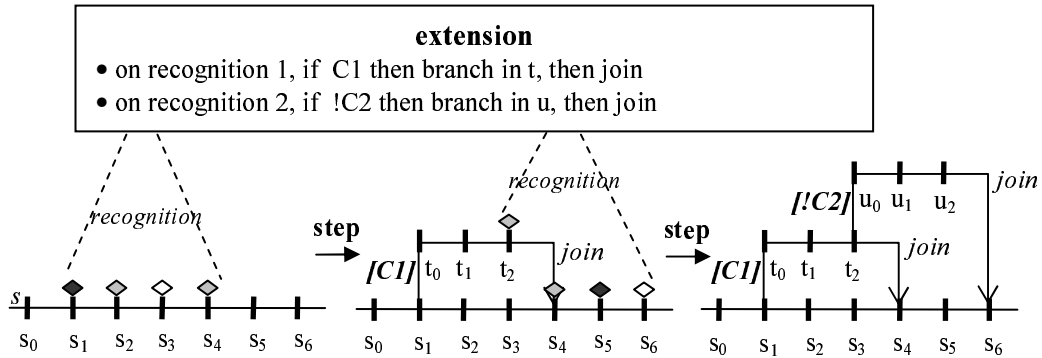 extension
• on recognition 1, if C1 then branch in t, then join
• on recognition 2, if !C2 then branch in u, then join
recognition
s
s0 s1 s2 s3 s4 s5 s6
step
recognition
[C1] t0 t1 t2 join
s0 s1 s2 s3 s4 s5 s6
step
[!C2] u0 u1 u2 join
[C1] t0 t1 t2 join
s0 s1 s2 s3 s4 s5 s6